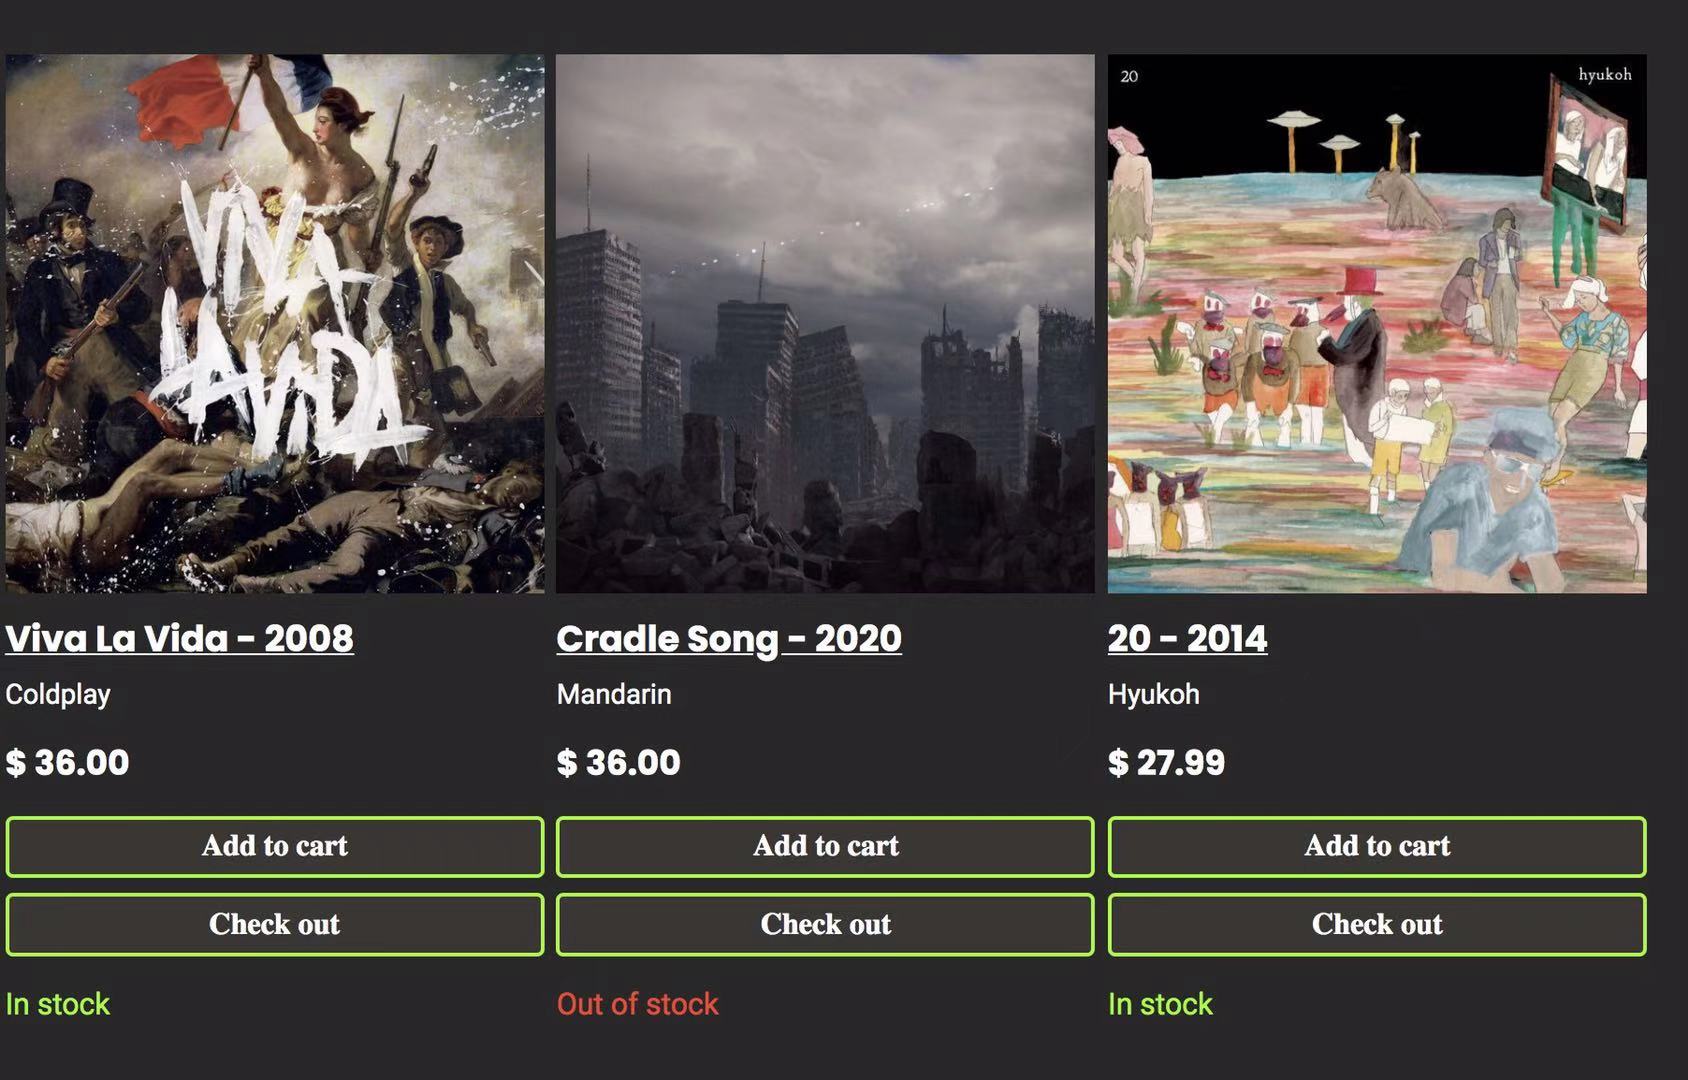 VIVA
LA VIDA
20
hyukoh
Viva La Vida - 2008
Coldplay
$ 36.00
Add to cart
Check out
In stock
Cradle Song - 2020
Mandarin
$ 36.00
Add to cart
Check out
Out of stock
20 - 2014
Hyukoh
$ 27.99
Add to cart
Check out
In stock